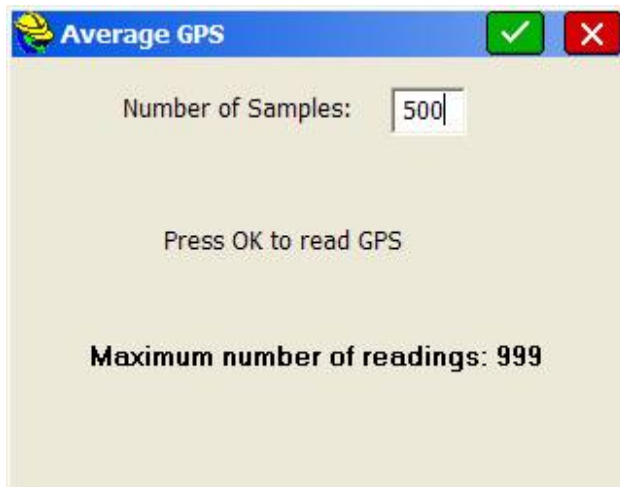 Average GPS
Number of Samples: 500
Press OK to read GPS
Maximum number of readings: 999